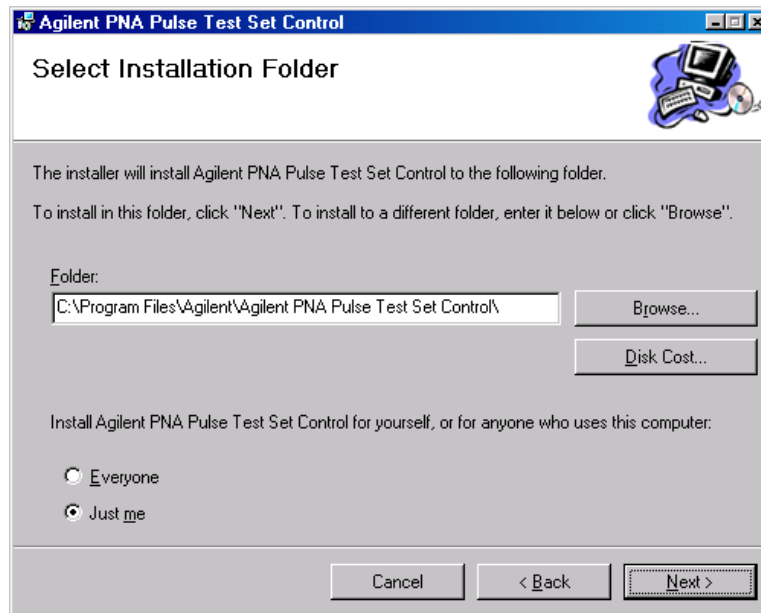 Agilent PNA Pulse Test Set Control
Select Installation Folder
The installer will install Agilent PNA Pulse Test Set Control to the following folder.
To install in this folder, click "Next". To install to a different folder, enter it below or click "Browse".
Folder:
C:\Program Files\Agilent\Agilent PNA Pulse Test Set Control\
Browse...
Disk Cost...
Install Agilent PNA Pulse Test Set Control for yourself, or for anyone who uses this computer:
Everyone
Just me
Cancel
< Back
Next >